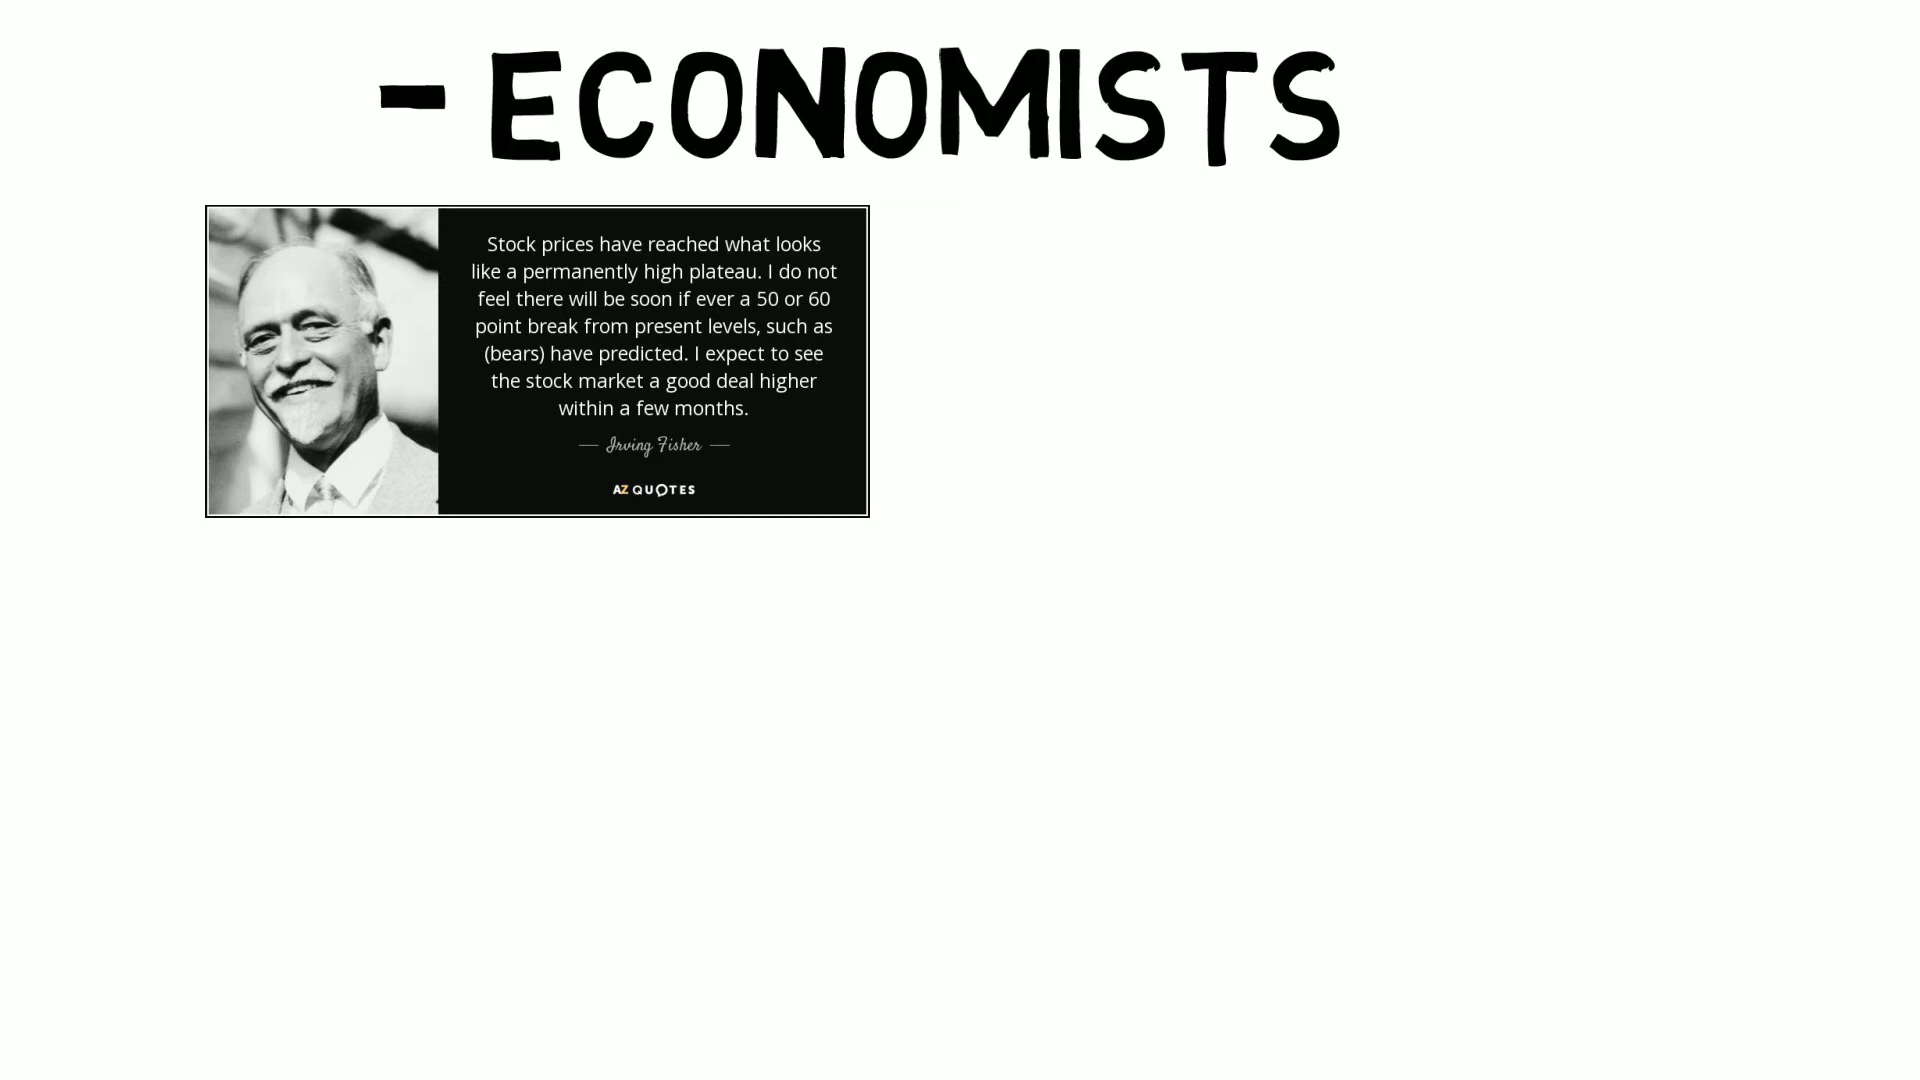 - ECONOMISTS
Stock prices have reached what looks
like a permanently high plateau. I do not
feel there will be soon if ever a 50 or 60
point break from present levels, such as
(bears) have predicted. I expect to see
the stock market a good deal higher
within a few months.
— Irving Fisher —
AZ QUOTES